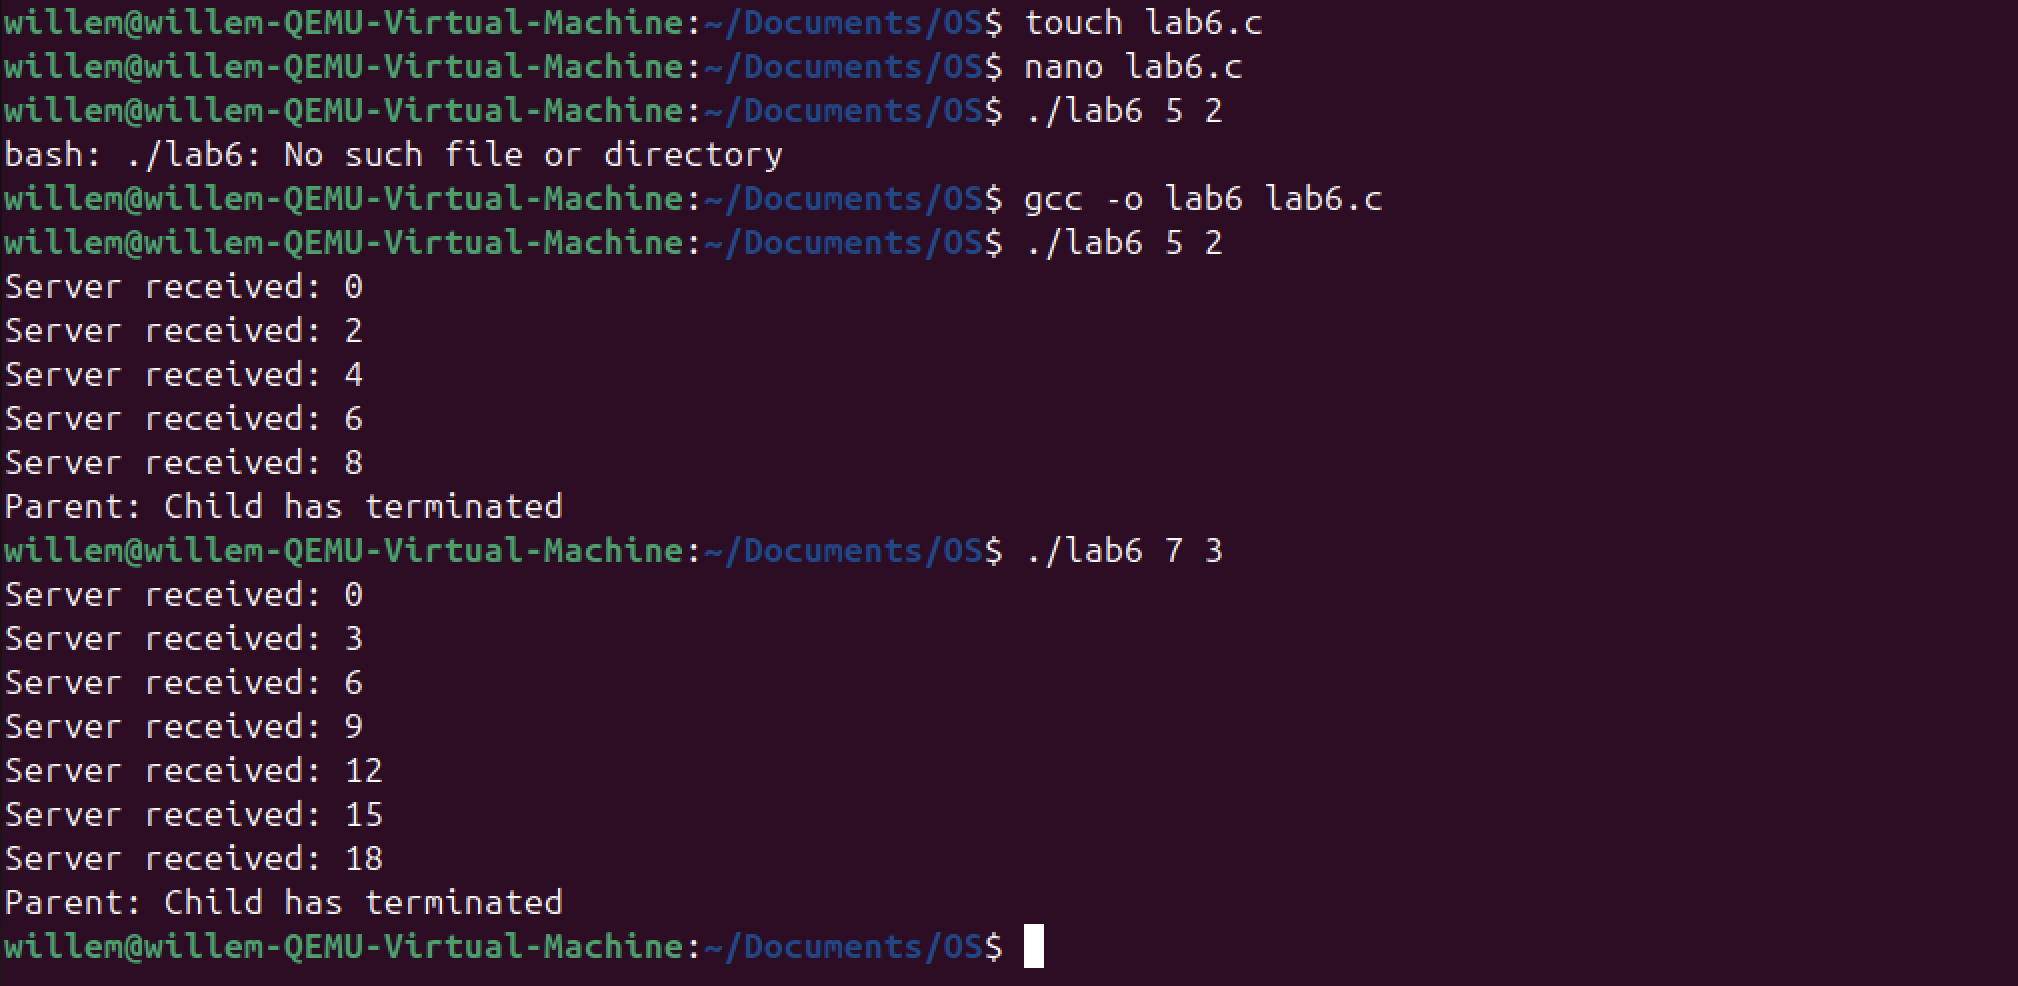 willem@willem-QEMU-Virtual-Machine:~/Documents/OS$ touch lab6.c
willem@willem-QEMU-Virtual-Machine:~/Documents/OS$ nano lab6.c
willem@willem-QEMU-Virtual-Machine:~/Documents/OS$ ./lab6 5 2
bash: ./lab6: No such file or directory
willem@willem-QEMU-Virtual-Machine:~/Documents/OS$ gcc -o lab6 lab6.c
willem@willem-QEMU-Virtual-Machine:~/Documents/OS$ ./lab6 5 2
Server received: 0
Server received: 2
Server received: 4
Server received: 6
Server received: 8
Parent: Child has terminated
willem@willem-QEMU-Virtual-Machine:~/Documents/OS$ ./lab6 7 3
Server received: 0
Server received: 3
Server received: 6
Server received: 9
Server received: 12
Server received: 15
Server received: 18
Parent: Child has terminated
willem@willem-QEMU-Virtual-Machine:~/Documents/OS$